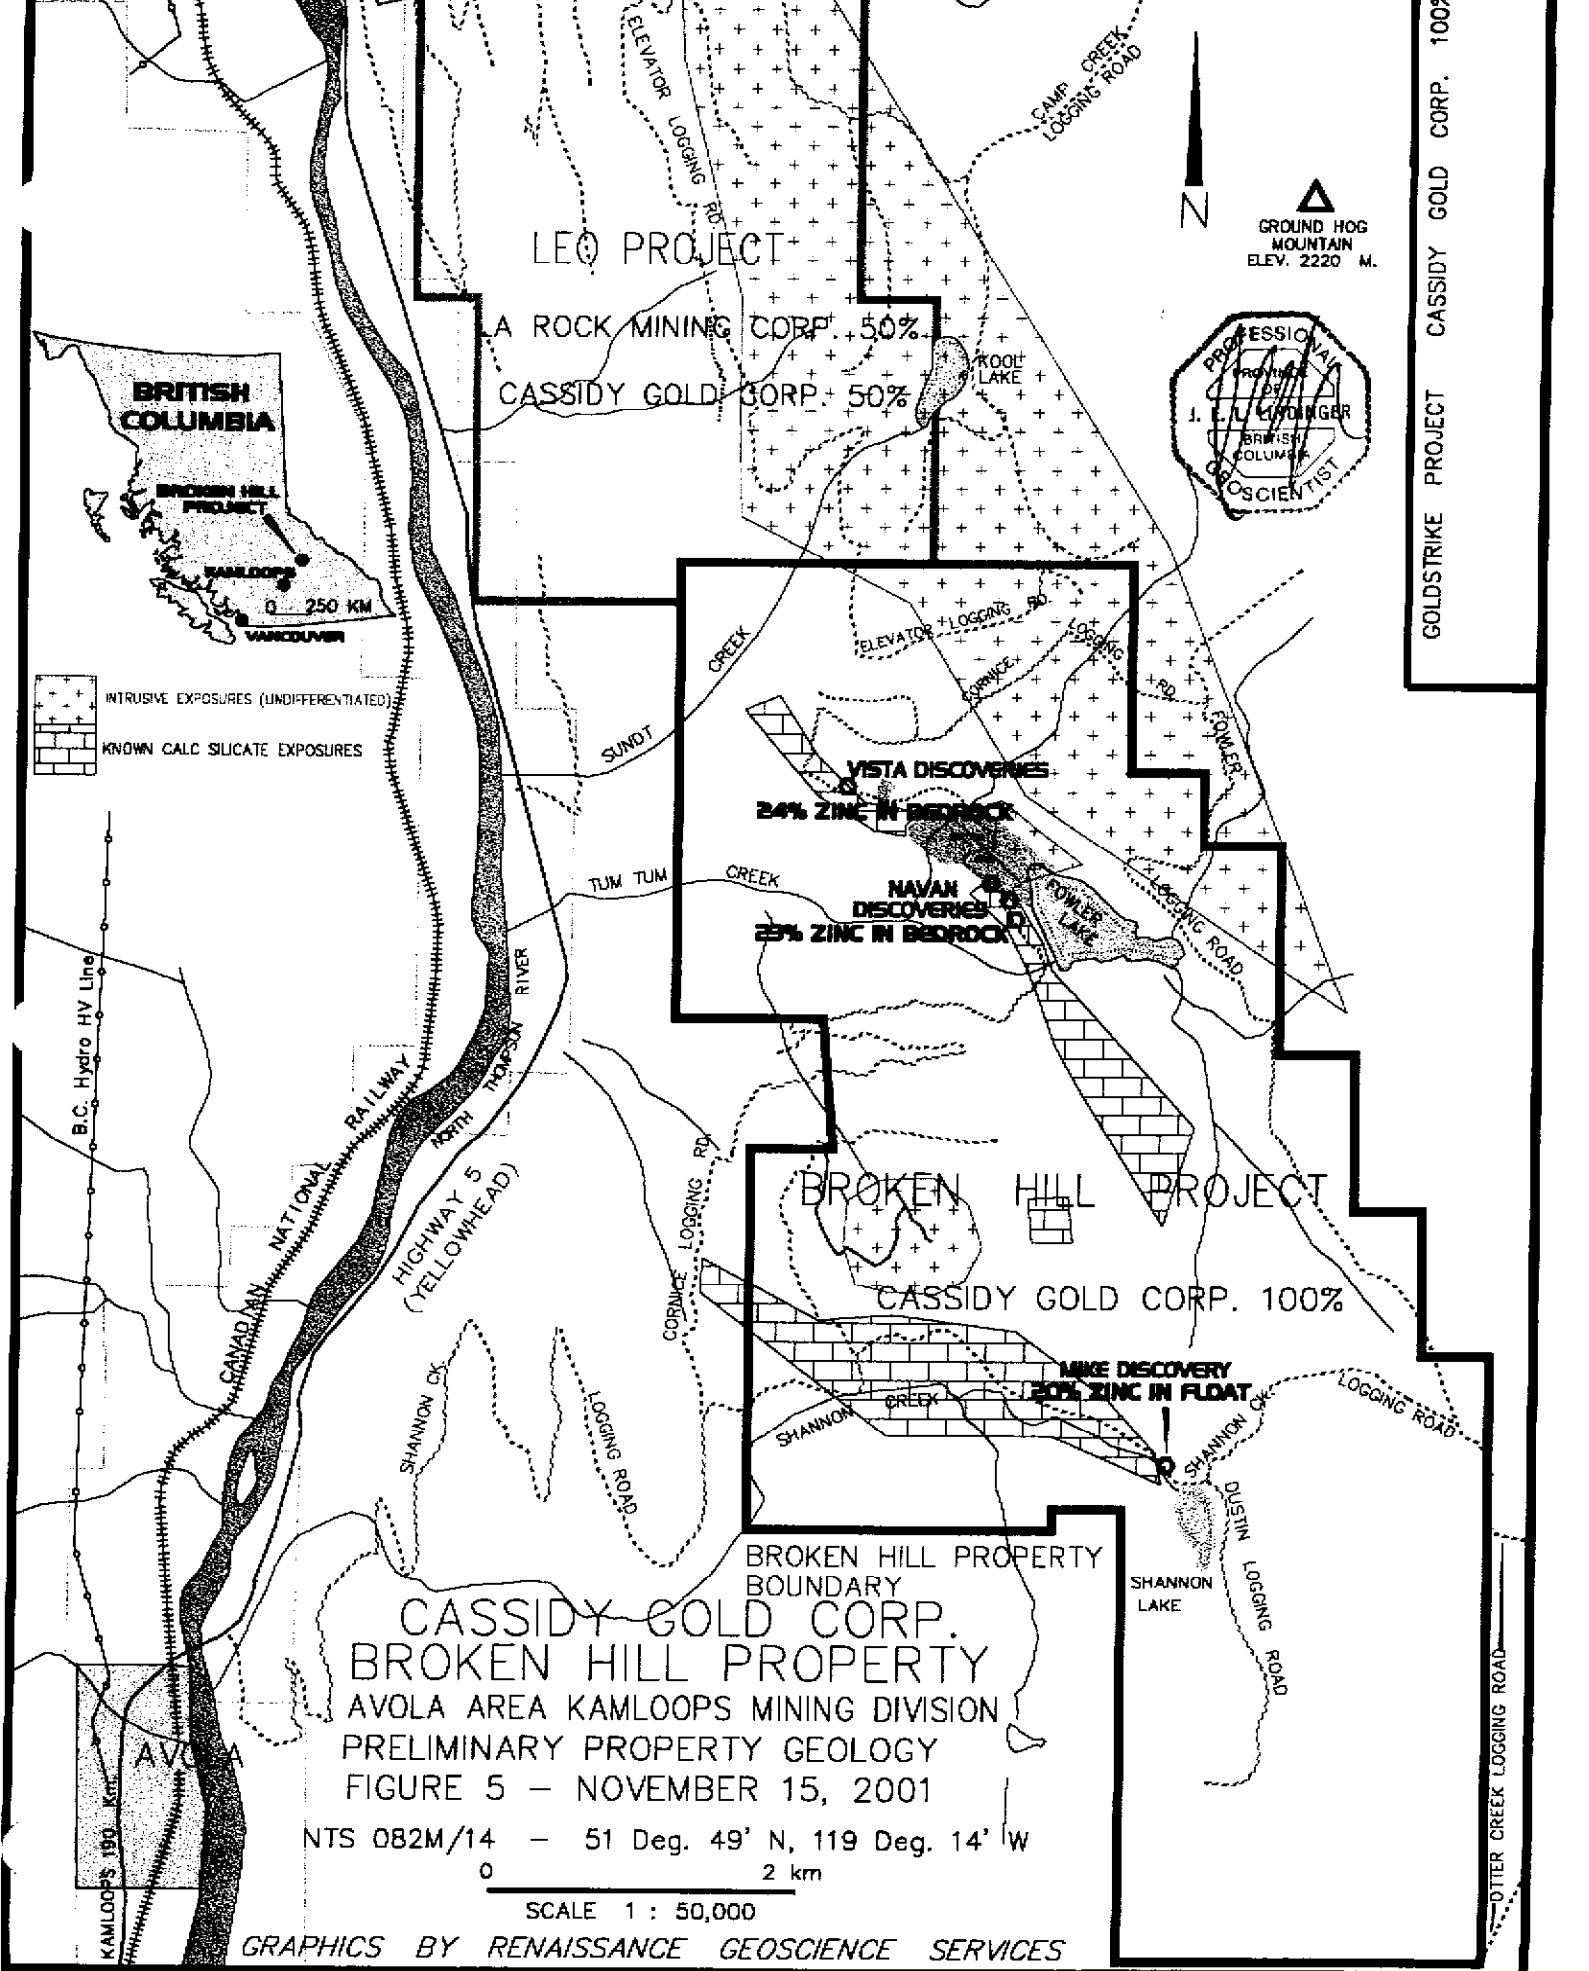 ELEVATOR LOGGING RD.
CAMP CREEK
LOGGING ROAD
N
GROUND HOG
MOUNTAIN
ELEV. 2220 M.
GOLDSTRIKE PROJECT CASSIDY GOLD CORP. 100%
LEO PROJECT
LA ROCK MINING CORP. 50%
CASSIDY GOLD CORP. 50%
KOOL
LAKE
PROFESSIONAL
PROVINCE
OF
J. E. L. LINDINGER
BRITISH
COLUMBIA
GEOSCIENTIST
BRITISH
COLUMBIA
BROKEN HILL
PROJECT
KAMLOOPS
0 250 KM
VANCOUVER
INTRUSIVE EXPOSURES (UNDIFFERENTIATED)
KNOWN CALC SILICATE EXPOSURES
SUNDT CREEK
ELEVATOR LOGGING RD.
CORNICE LOGGING RD.
FOWLER
VISTA DISCOVERIES
24% ZINC IN BEDROCK
TUM TUM CREEK
NAVAN
DISCOVERIES
23% ZINC IN BEDROCK
FOWLER
LAKE
LOGGING ROAD
B.C. Hydro HV Line
NORTH THOMPSON RIVER
CANADIAN NATIONAL RAILWAY
HIGHWAY 5
(YELLOWHEAD)
CORNICE LOGGING RD.
BROKEN HILL PROJECT
CASSIDY GOLD CORP. 100%
MIKE DISCOVERY
20% ZINC IN FLOAT
SHANNON CREEK
SHANNON CK.
LOGGING ROAD
SHANNON CK
LOGGING ROAD
DUSTIN LOGGING ROAD
SHANNON
LAKE
BROKEN HILL PROPERTY
BOUNDARY
CASSIDY GOLD CORP.
BROKEN HILL PROPERTY
AVOLA AREA KAMLOOPS MINING DIVISION
PRELIMINARY PROPERTY GEOLOGY
FIGURE 5 - NOVEMBER 15, 2001
NTS 082M/14 - 51 Deg. 49' N, 119 Deg. 14' W
0 2 km
SCALE 1 : 50,000
GRAPHICS BY RENAISSANCE GEOSCIENCE SERVICES
AVOLA
KAMLOOPS 190 Km.
OTTER CREEK LOGGING ROAD